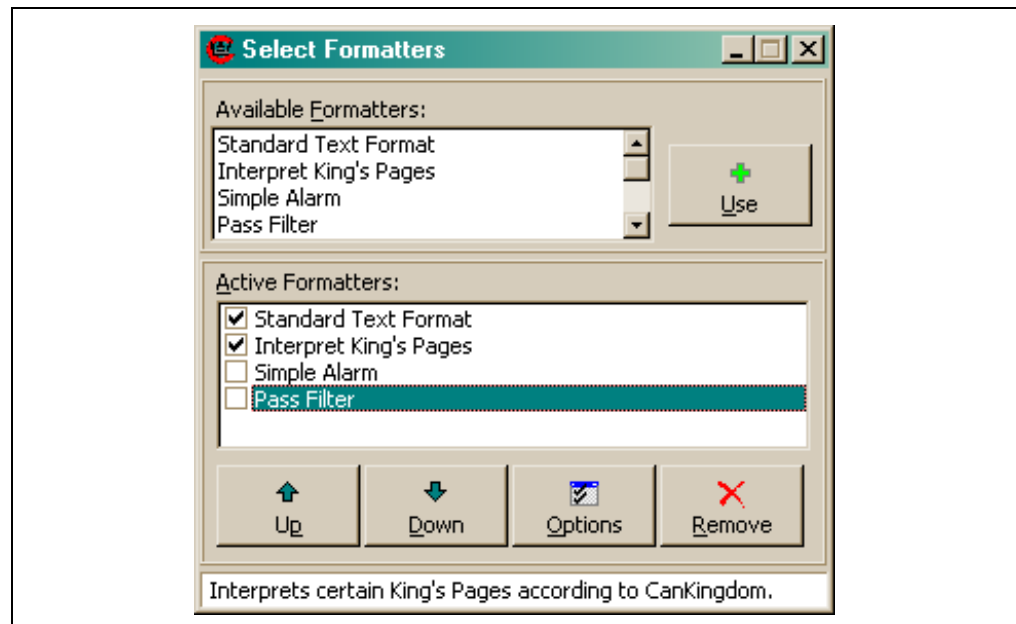 Select Formatters
Available Formatters:
Standard Text Format
Interpret King's Pages
Simple Alarm
Pass Filter
Use
Active Formatters:
Standard Text Format
Interpret King's Pages
Simple Alarm
Pass Filter
Up
Down
Options
Remove
Interprets certain King's Pages according to CanKingdom.